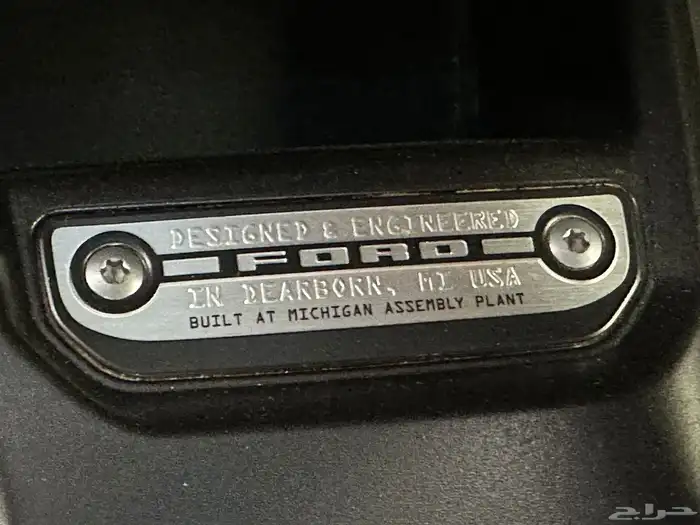 DESIGNED & ENGINEERED
FORD
IN DEARBORN, MI USA
BUILT AT MICHIGAN ASSEMBLY PLANT
حراج